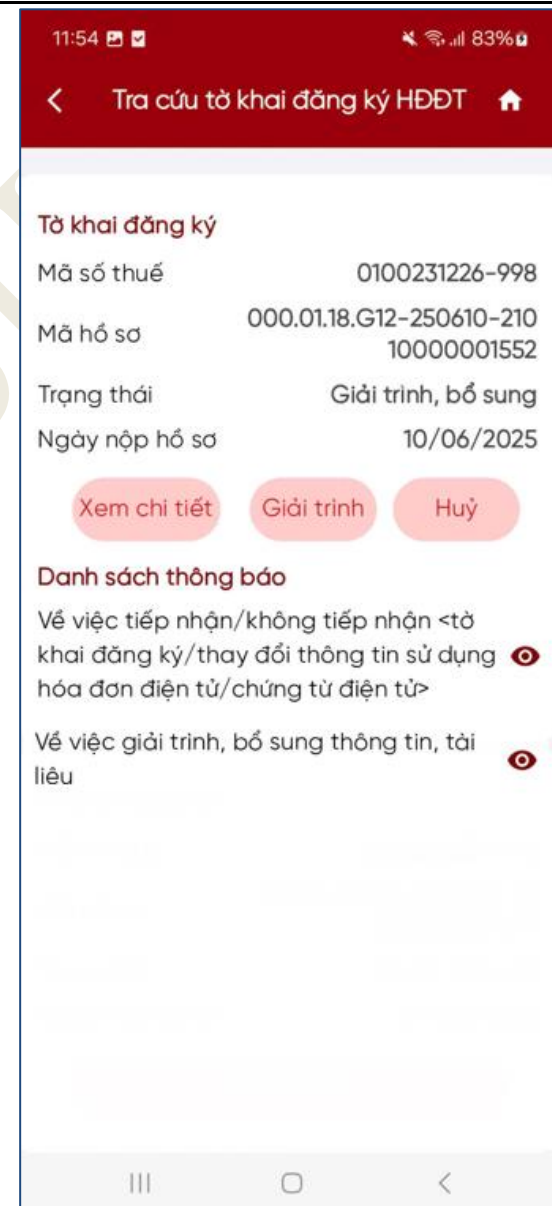 11:54 83%
Tra cứu tờ khai đăng ký HĐĐT
Tờ khai đăng ký
Mã số thuế 0100231226-998
Mã hồ sơ 000.01.18.G12-250610-210
10000001552
Trạng thái Giải trình, bổ sung
Ngày nộp hồ sơ 10/06/2025
Xem chi tiết Giải trình Huỷ
Danh sách thông báo
Về việc tiếp nhận/không tiếp nhận <tờ
khai đăng ký/thay đổi thông tin sử dụng
hóa đơn điện tử/chứng từ điện tử>
Về việc giải trình, bổ sung thông tin, tài
liêu